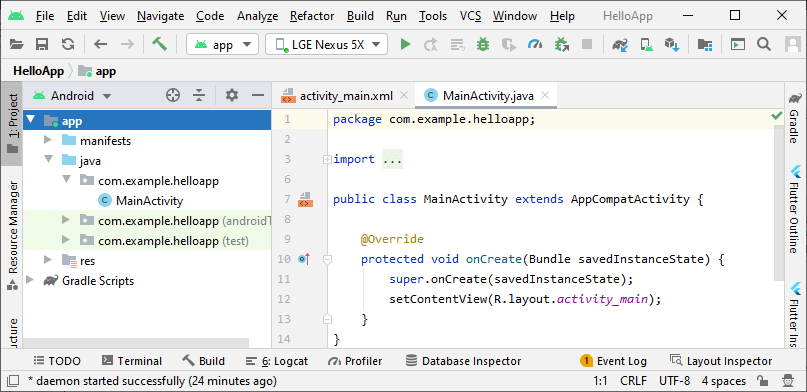 File Edit View Navigate Code Analyze Refactor Build Run Tools VCS Window Help HelloApp
app LGE Nexus 5X
HelloApp app
1: Project
Resource Manager
ucture
Android
app
manifests
java
com.example.helloapp
MainActivity
com.example.helloapp (androidT
com.example.helloapp (test)
res
Gradle Scripts
activity_main.xml MainActivity.java
1 package com.example.helloapp;
2
3 import ...
6
7 public class MainActivity extends AppCompatActivity {
8
9 @Override
10 protected void onCreate(Bundle savedInstanceState) {
11 super.onCreate(savedInstanceState);
12 setContentView(R.layout.activity_main);
13 }
14 }
Gradle
Flutter Outline
Flutter Ins
TODO Terminal Build 6: Logcat Profiler Database Inspector 1 Event Log Layout Inspector
* daemon started successfully (24 minutes ago) 1:1 CRLF UTF-8 4 spaces